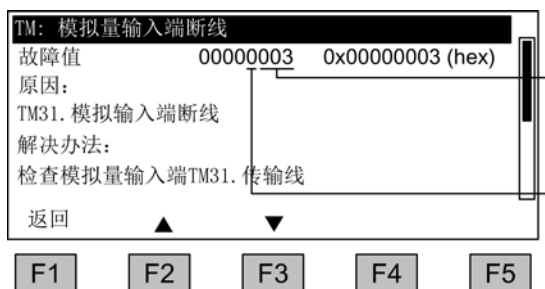 TM: 模拟量输入端断线
故障值 00000003 0x00000003 (hex)
原因:
TM31.模拟输入端断线
解决办法:
检查模拟量输入端TM31.传输线
返回 ▲ ▼
F1 F2 F3 F4 F5